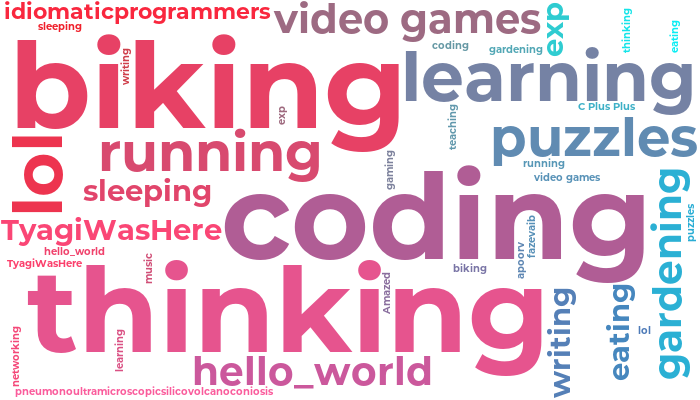 idiomaticprogrammers
video games
exp
thinking
eating
sleeping
coding
gardening
biking
writing
learning
exp
C Plus Plus
teaching
puzzles
lol
running
gaming
running
video games
sleeping
coding
gardening
puzzles
TyagiWasHere
fazevaib
apoorv
hello_world
TyagiWasHere
music
biking
thinking
Amazed
writing
eating
lol
networking
learning
hello_world
pneumonoultramicroscopicsilicovolcanoconiosis